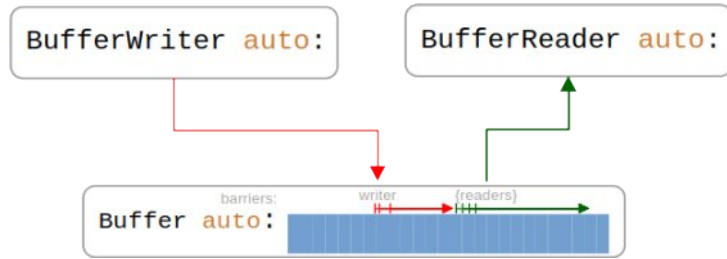 BufferWriter auto:
BufferReader auto:
barriers:
writer
{readers}
Buffer auto: